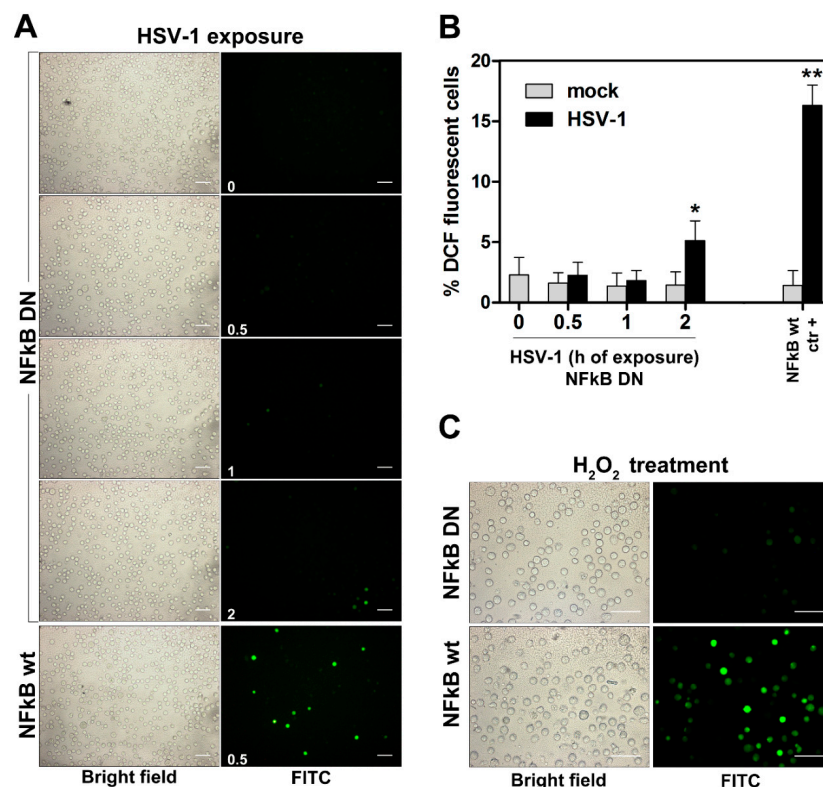 A
HSV-1 exposure
NFkB DN
0
0.5
1
2
NFkB wt
0.5
Bright field
FITC
B
% DCF fluorescent cells
20
15
10
5
0
mock
HSV-1
*
**
0
0.5
1
2
HSV-1 (h of exposure)
NFkB DN
NFkB wt
ctr +
C
H₂O₂ treatment
NFkB DN
NFkB wt
Bright field
FITC